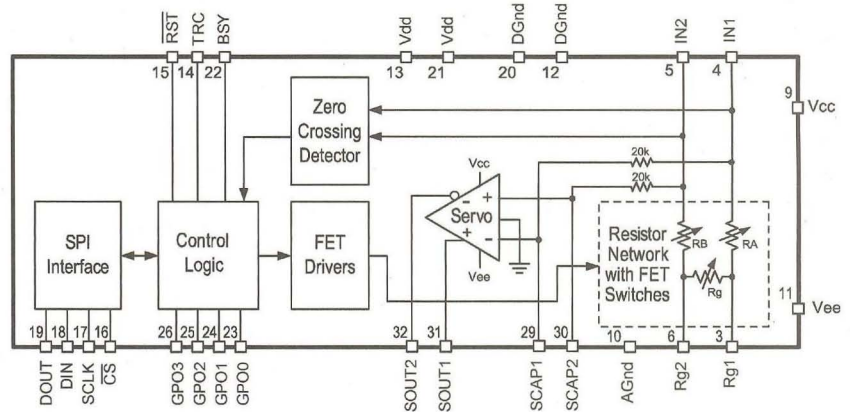 RST
TRC
BSY
Vdd
Vdd
DGnd
DGnd
IN2
IN1
15
14
22
13
21
20
12
5
4
9
Vcc
Zero
Crossing
Detector
20k
20k
Vcc
SPI
Interface
Control
Logic
FET
Drivers
- +
Servo
+ -
Vee
Resistor
Network
with FET
Switches
RB
RA
Rg
11
Vee
19
18
17
16
26
25
24
23
32
31
29
30
10
6
3
DOUT
DIN
SCLK
CS
GPO3
GPO2
GPO1
GPO0
SOUT2
SOUT1
SCAP1
SCAP2
AGnd
Rg2
Rg1